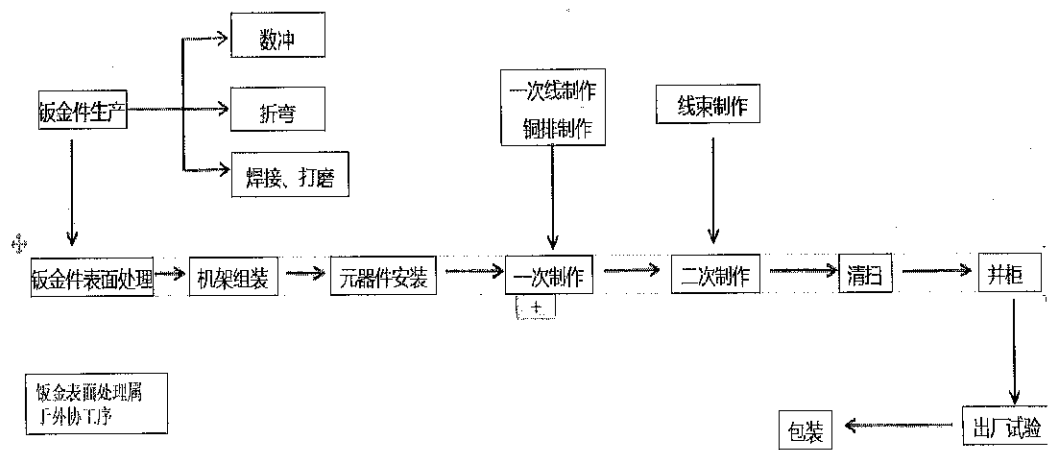 数冲
钣金件生产
折弯
焊接、打磨
一次线制作
铜排制作
线束制作
钣金件表面处理
机架组装
元器件安装
一次制作
二次制作
清扫
并柜
+
钣金表面处理属
于外协工序
包装
出厂试验